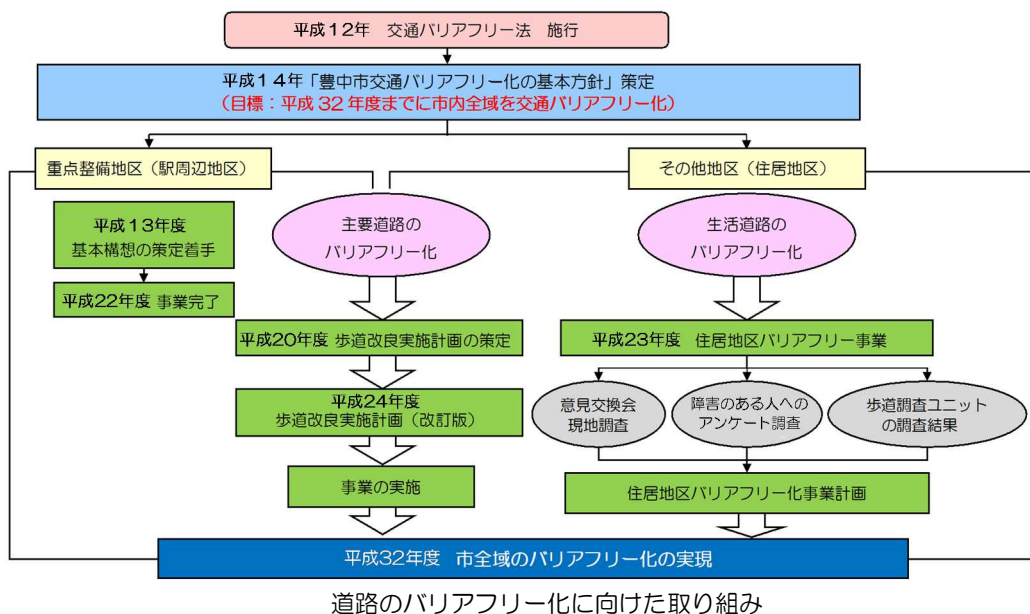 平成12年　交通バリアフリー法　施行
平成14年「豊中市交通バリアフリー化の基本方針」策定
（目標：平成 32 年度までに市内全域を交通バリアフリー化）
重点整備地区（駅周辺地区）
その他地区（住居地区）
平成13年度
基本構想の策定着手
平成22年度 事業完了
主要道路の
バリアフリー化
生活道路の
バリアフリー化
平成20年度 歩道改良実施計画の策定
平成23年度　住居地区バリアフリー事業
平成24年度
歩道改良実施計画（改訂版）
意見交換会
現地調査
障害のある人への
アンケート調査
歩道調査ユニット
の調査結果
事業の実施
住居地区バリアフリー化事業計画
平成32年度　市全域のバリアフリー化の実現
道路のバリアフリー化に向けた取り組み